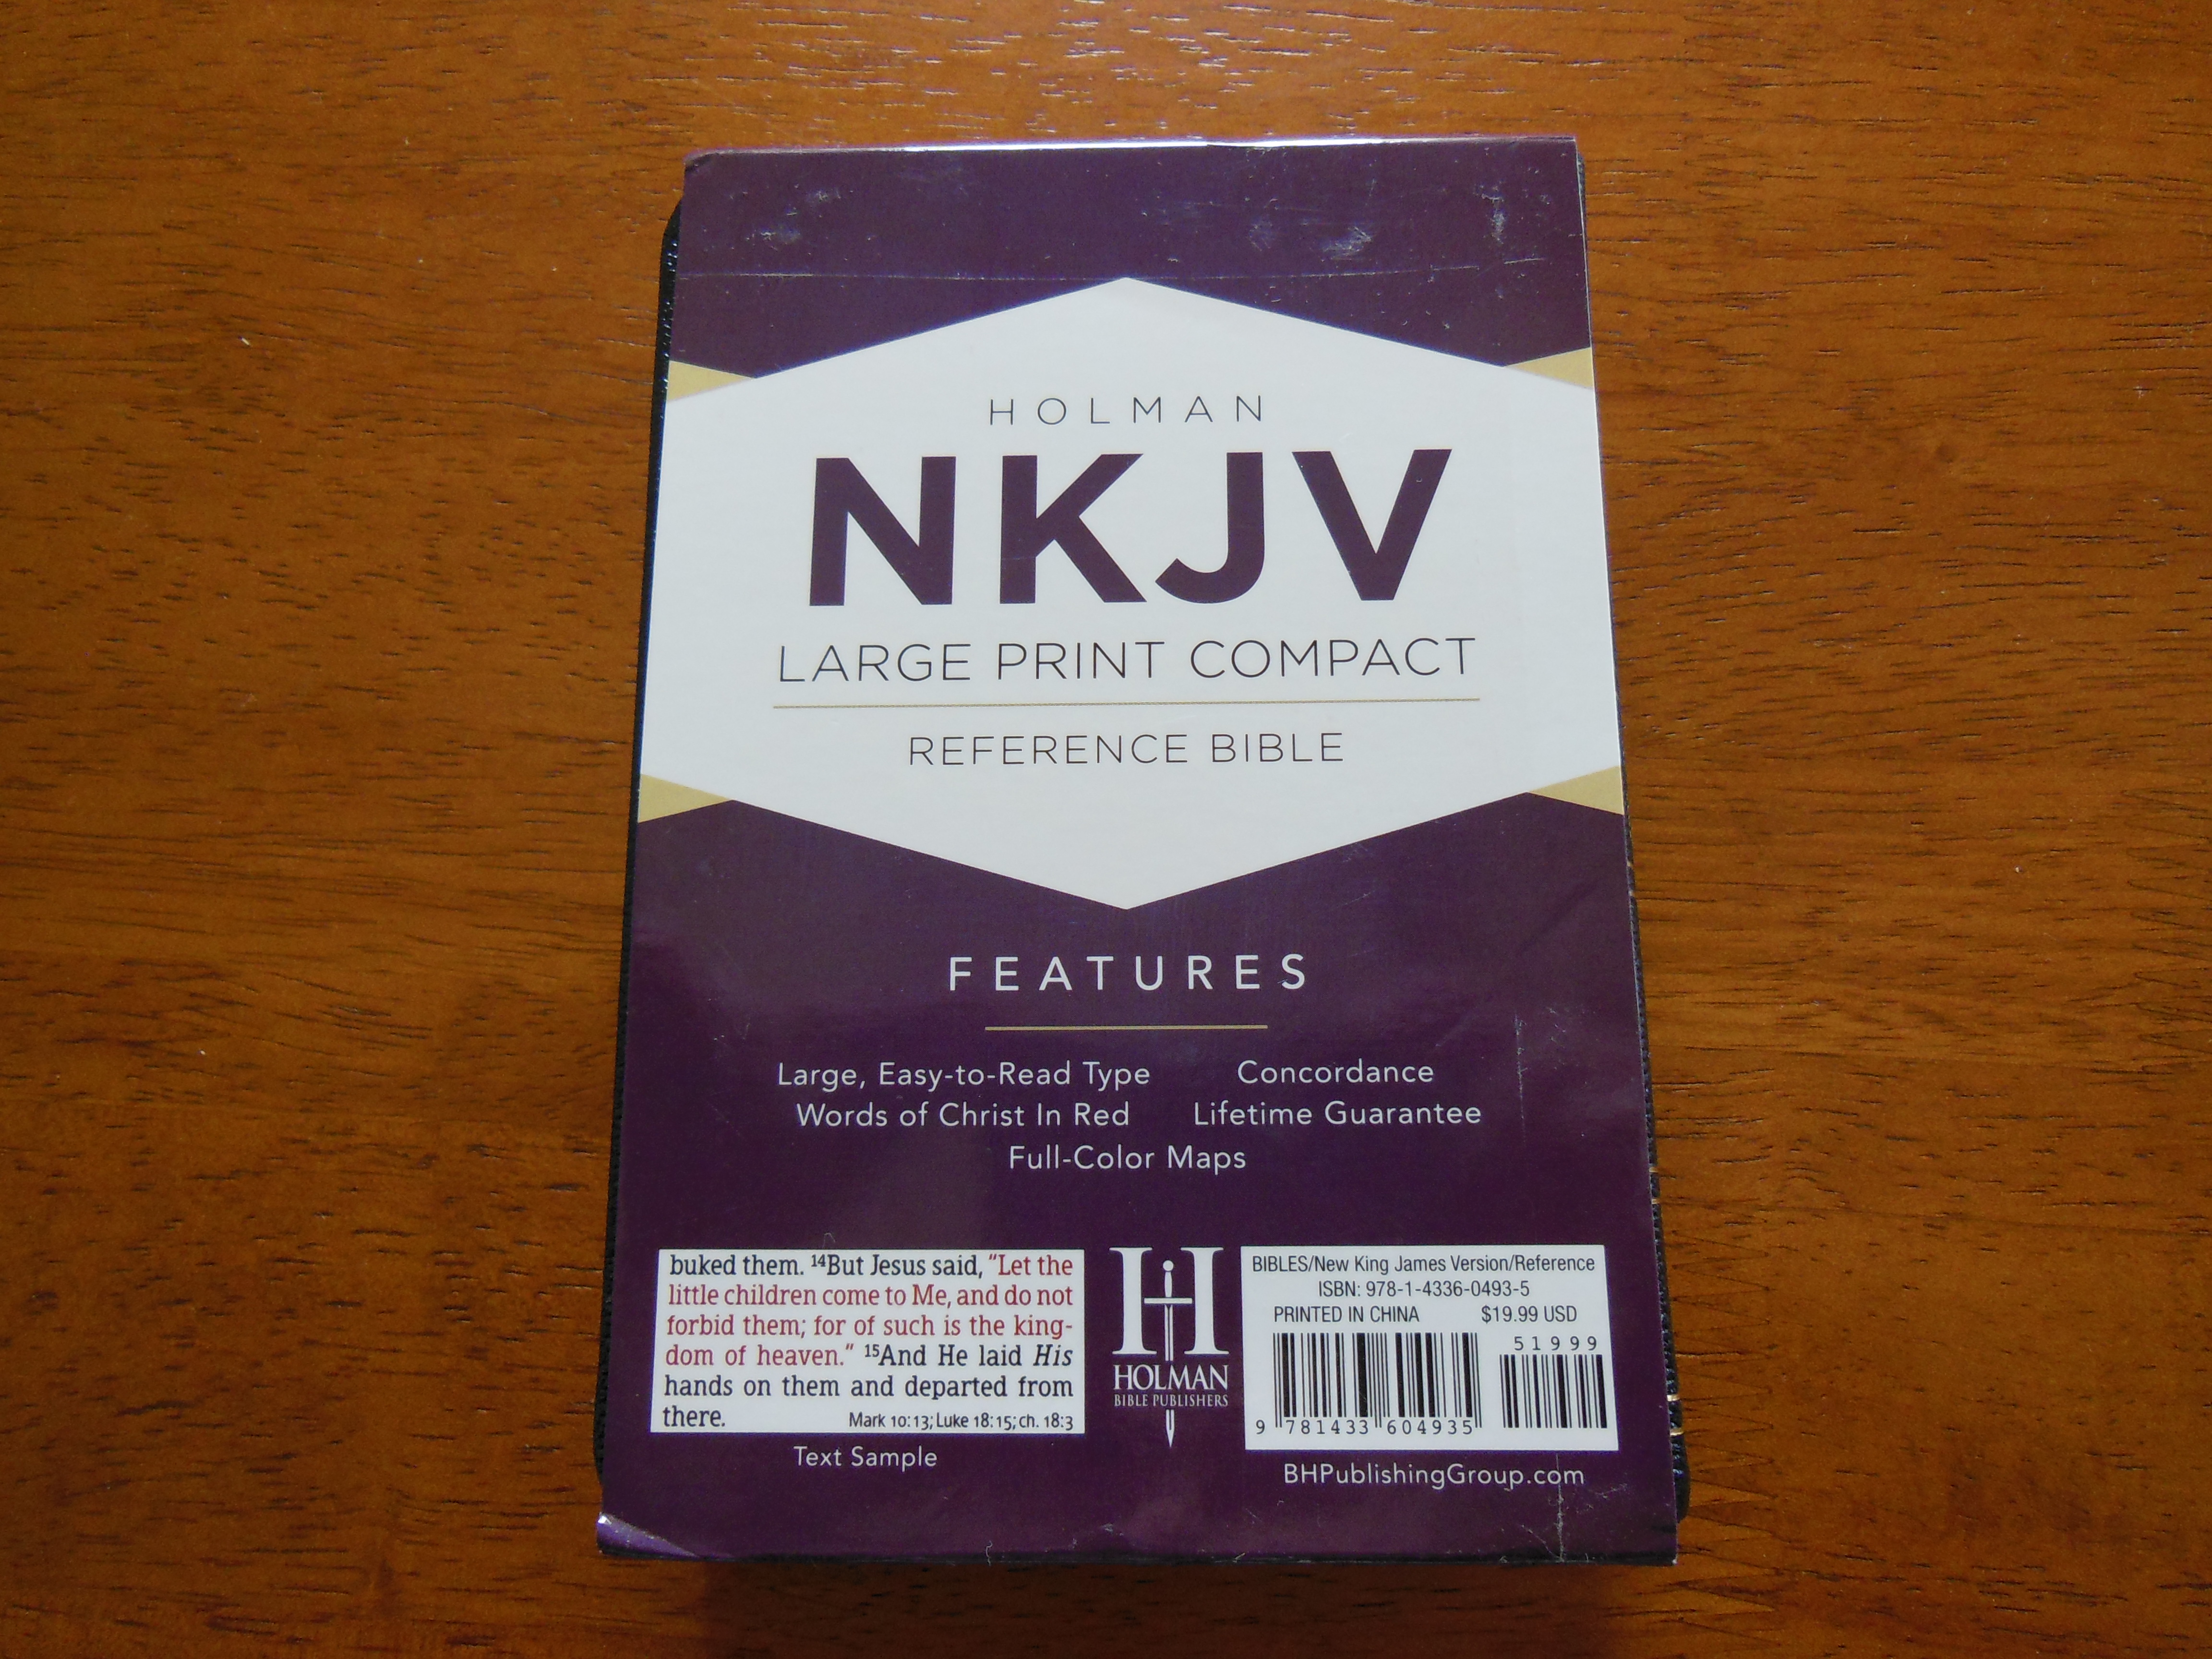 HOLMAN
NKJV
LARGE PRINT COMPACT
REFERENCE BIBLE
FEATURES
Large, Easy-to-Read Type
Concordance
Words of Christ In Red
Lifetime Guarantee
Full-Color Maps
buked them. ¹⁴But Jesus said, “Let the
little children come to Me, and do not
forbid them; for of such is the king-
dom of heaven.” ¹⁵And He laid His
hands on them and departed from
there.
Mark 10:13; Luke 18:15; ch. 18:3
Text Sample
H
HOLMAN
BIBLE PUBLISHERS
BIBLES/New King James Version/Reference
ISBN: 978-1-4336-0493-5
PRINTED IN CHINA $19.99 USD
51999
9 781433 604935
BHPublishingGroup.com